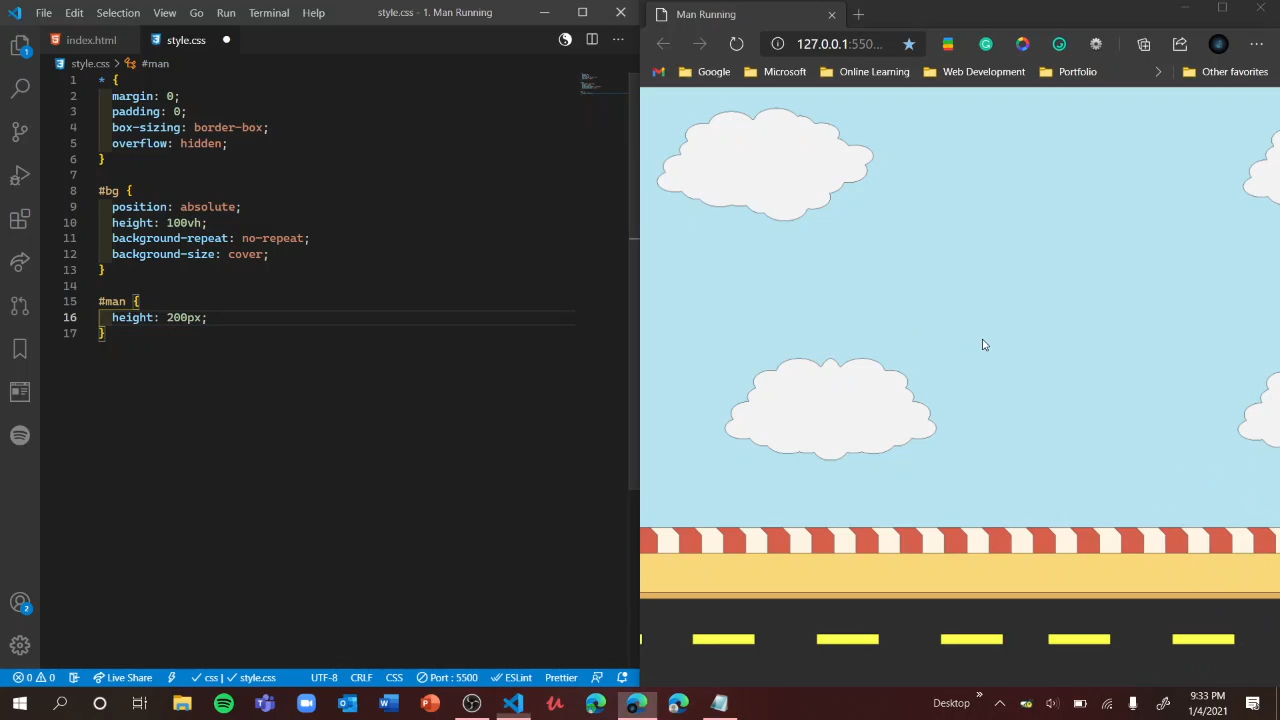 File Edit Selection View Go Run Terminal Help style.css - 1. Man Running
index.html style.css
style.css > #man
1 * {
2 margin: 0;
3 padding: 0;
4 box-sizing: border-box;
5 overflow: hidden;
6 }
7
8 #bg {
9 position: absolute;
10 height: 100vh;
11 background-repeat: no-repeat;
12 background-size: cover;
13 }
14
15 #man {
16 height: 200px;
17 }
1
2
0 0 Live Share css | style.css UTF-8 CRLF CSS Port : 5500 ESLint Prettier
Man Running
127.0.0.1:550...
Google Microsoft Online Learning Web Development Portfolio Other favorites
Desktop 9:33 PM
1/4/2021